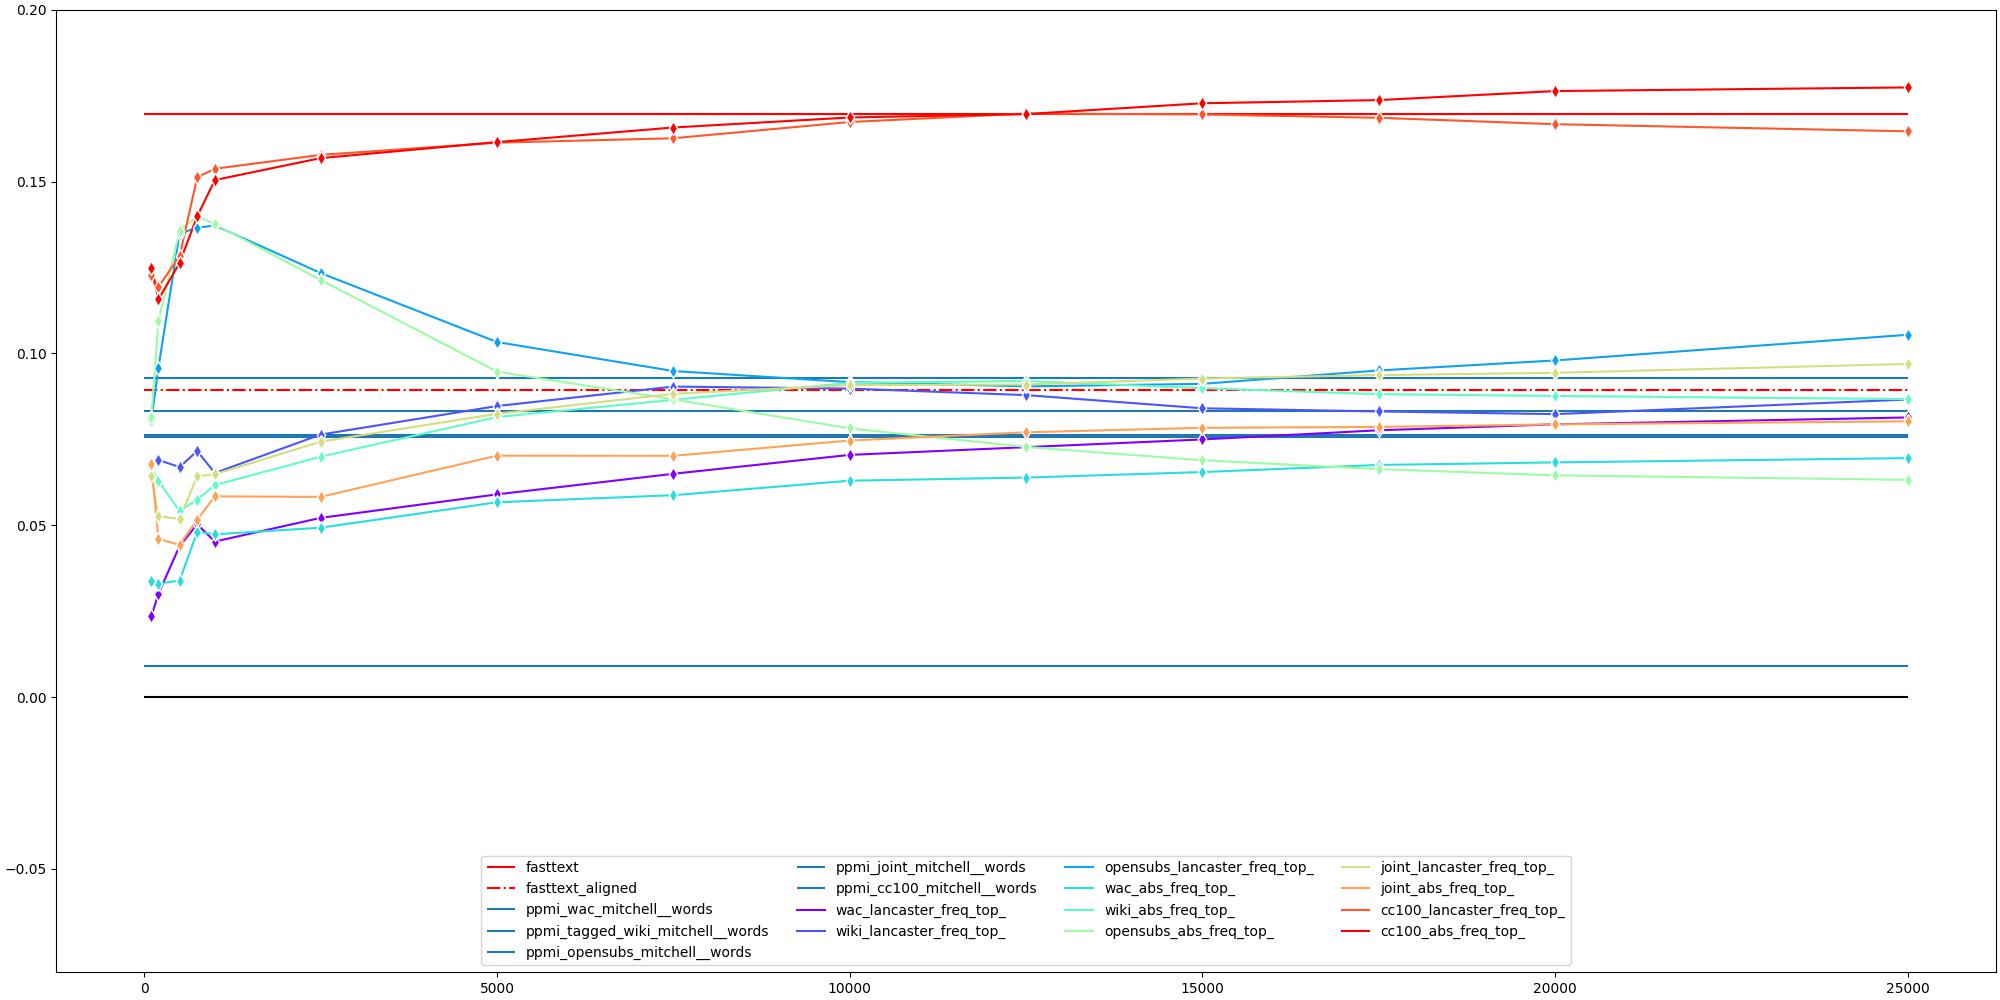 0.20
0.15
0.10
0.05
0.00
−0.05
0
5000
10000
15000
20000
25000
fasttext
fasttext_aligned
ppmi_wac_mitchell__words
ppmi_tagged_wiki_mitchell__words
ppmi_opensubs_mitchell__words
ppmi_joint_mitchell__words
ppmi_cc100_mitchell__words
wac_lancaster_freq_top_
wiki_lancaster_freq_top_
opensubs_lancaster_freq_top_
wac_abs_freq_top_
wiki_abs_freq_top_
opensubs_abs_freq_top_
joint_lancaster_freq_top_
joint_abs_freq_top_
cc100_lancaster_freq_top_
cc100_abs_freq_top_